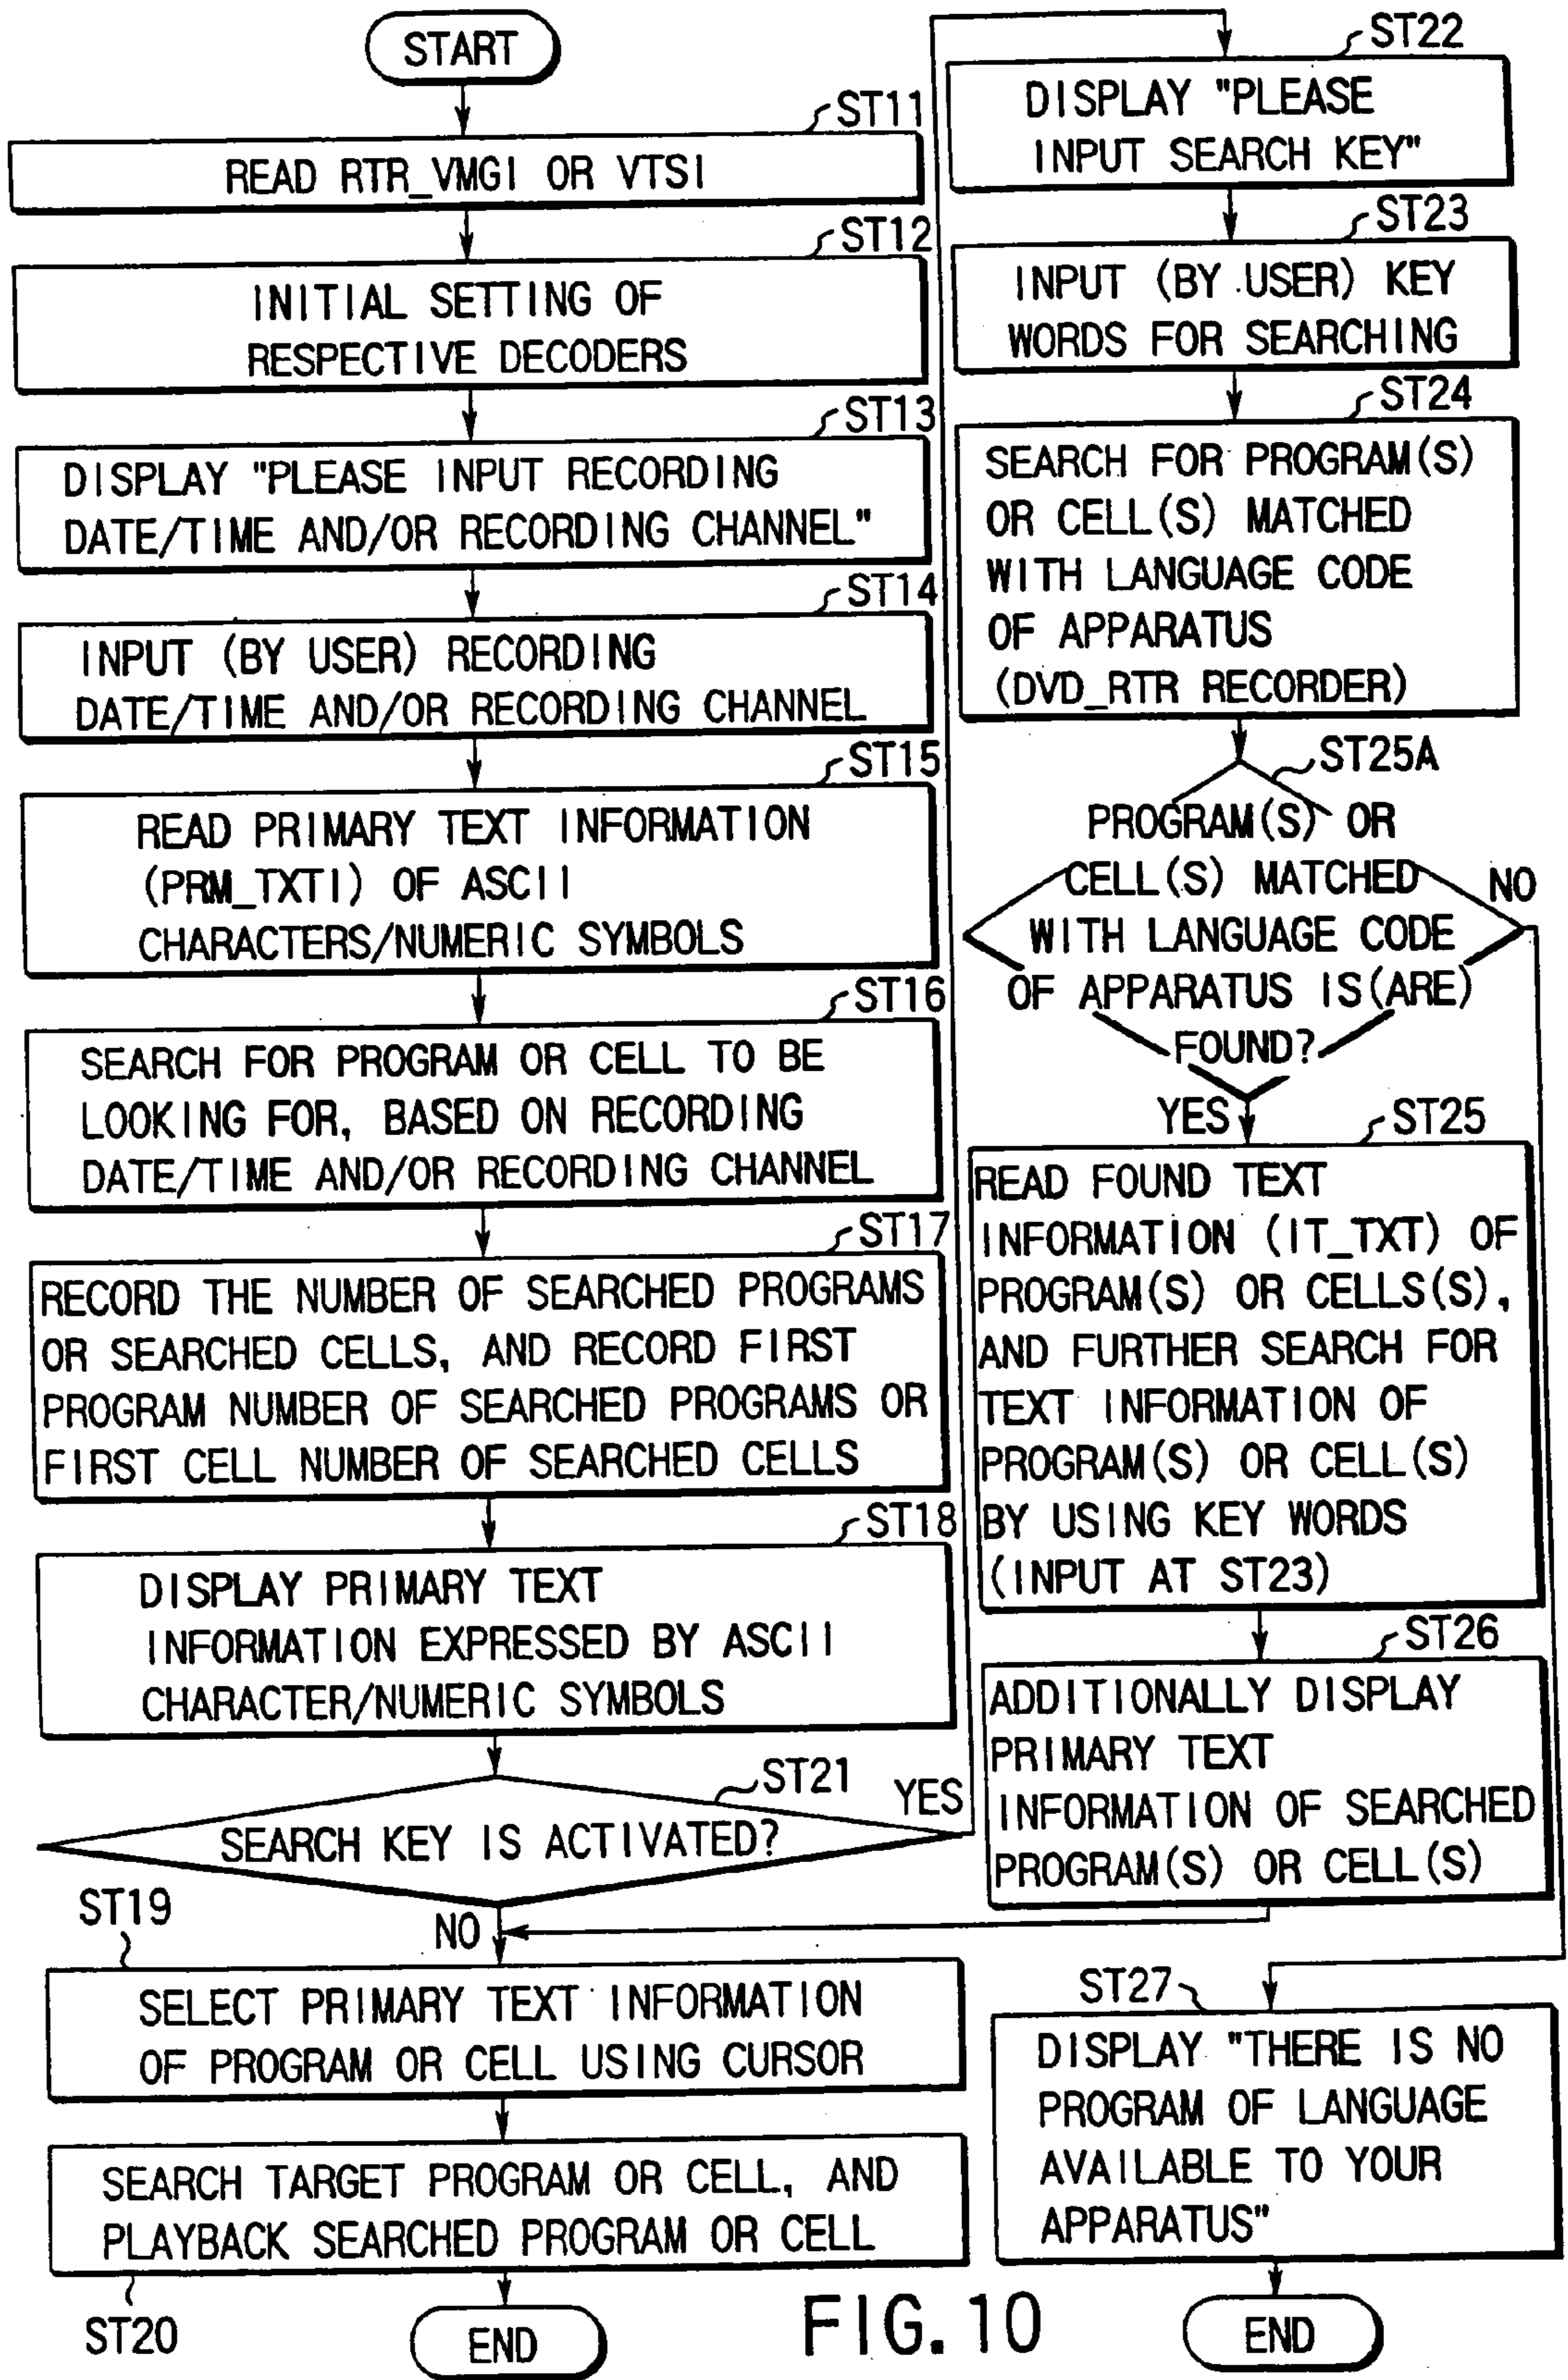 START
ST11
READ RTR_VMGI OR VTSI
ST12
INITIAL SETTING OF
RESPECTIVE DECODERS
ST13
DISPLAY "PLEASE INPUT RECORDING
DATE/TIME AND/OR RECORDING CHANNEL"
ST14
INPUT (BY USER) RECORDING
DATE/TIME AND/OR RECORDING CHANNEL
ST15
READ PRIMARY TEXT INFORMATION
(PRM_TXTI) OF ASCII
CHARACTERS/NUMERIC SYMBOLS
ST16
SEARCH FOR PROGRAM OR CELL TO BE
LOOKING FOR, BASED ON RECORDING
DATE/TIME AND/OR RECORDING CHANNEL
ST17
RECORD THE NUMBER OF SEARCHED PROGRAMS
OR SEARCHED CELLS, AND RECORD FIRST
PROGRAM NUMBER OF SEARCHED PROGRAMS OR
FIRST CELL NUMBER OF SEARCHED CELLS
ST18
DISPLAY PRIMARY TEXT
INFORMATION EXPRESSED BY ASCII
CHARACTER/NUMERIC SYMBOLS
ST21
YES
SEARCH KEY IS ACTIVATED?
NO
ST19
SELECT PRIMARY TEXT INFORMATION
OF PROGRAM OR CELL USING CURSOR
SEARCH TARGET PROGRAM OR CELL, AND
PLAYBACK SEARCHED PROGRAM OR CELL
ST20
END
ST22
DISPLAY "PLEASE
INPUT SEARCH KEY"
ST23
INPUT (BY USER) KEY
WORDS FOR SEARCHING
ST24
SEARCH FOR PROGRAM(S)
OR CELL(S) MATCHED
WITH LANGUAGE CODE
OF APPARATUS
(DVD_RTR RECORDER)
ST25A
PROGRAM(S) OR
CELL(S) MATCHED
WITH LANGUAGE CODE
OF APPARATUS IS(ARE)
FOUND?
NO
YES
ST25
READ FOUND TEXT
INFORMATION (IT_TXT) OF
PROGRAM(S) OR CELLS(S),
AND FURTHER SEARCH FOR
TEXT INFORMATION OF
PROGRAM(S) OR CELL(S)
BY USING KEY WORDS
(INPUT AT ST23)
ST26
ADDITIONALLY DISPLAY
PRIMARY TEXT
INFORMATION OF SEARCHED
PROGRAM(S) OR CELL(S)
ST27
DISPLAY "THERE IS NO
PROGRAM OF LANGUAGE
AVAILABLE TO YOUR
APPARATUS"
END
FIG. 10